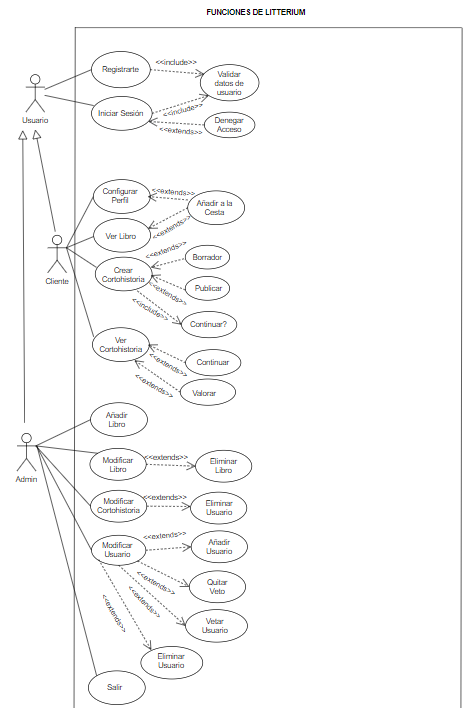 FUNCIONES DE LITTERIUM
Registrarte
<<include>>
Validar
datos de
usuario
Usuario
Iniciar Sesión
<<include>>
<<extends>>
Denegar
Acceso
Configurar
Perfil
<<extends>>
Añadir a la
Cesta
Ver Libro
<<extends>>
<<extends>>
Borrador
Cliente
Crear
Cortohistoria
<<extends>>
Publicar
<<include>>
Continuar?
Ver
Cortohistoria
<<extends>>
Continuar
<<extends>>
Valorar
Añadir
Libro
Admin
Modificar
Libro
<<extends>>
Eliminar
Libro
Modificar
Cortohistoria
<<extends>>
Eliminar
Usuario
Modificar
Usuario
<<extends>>
Añadir
Usuario
<<extends>>
Quitar
Veto
<<extends>>
Vetar
Usuario
<<extends>>
Eliminar
Usuario
Salir